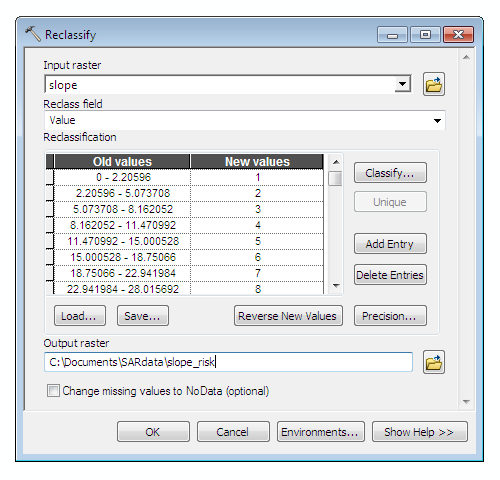 Reclassify
Input raster
slope
Reclass field
Value
Reclassification
Old values New values
0 - 2.20596 1
2.20596 - 5.073708 2
5.073708 - 8.162052 3
8.162052 - 11.470992 4
11.470992 - 15.000528 5
15.000528 - 18.75066 6
18.75066 - 22.941984 7
22.941984 - 28.015692 8
Classify...
Unique
Add Entry
Delete Entries
Load... Save... Reverse New Values Precision...
Output raster
C:\Documents\SARdata\slope_risk
Change missing values to NoData (optional)
OK Cancel Environments... Show Help >>